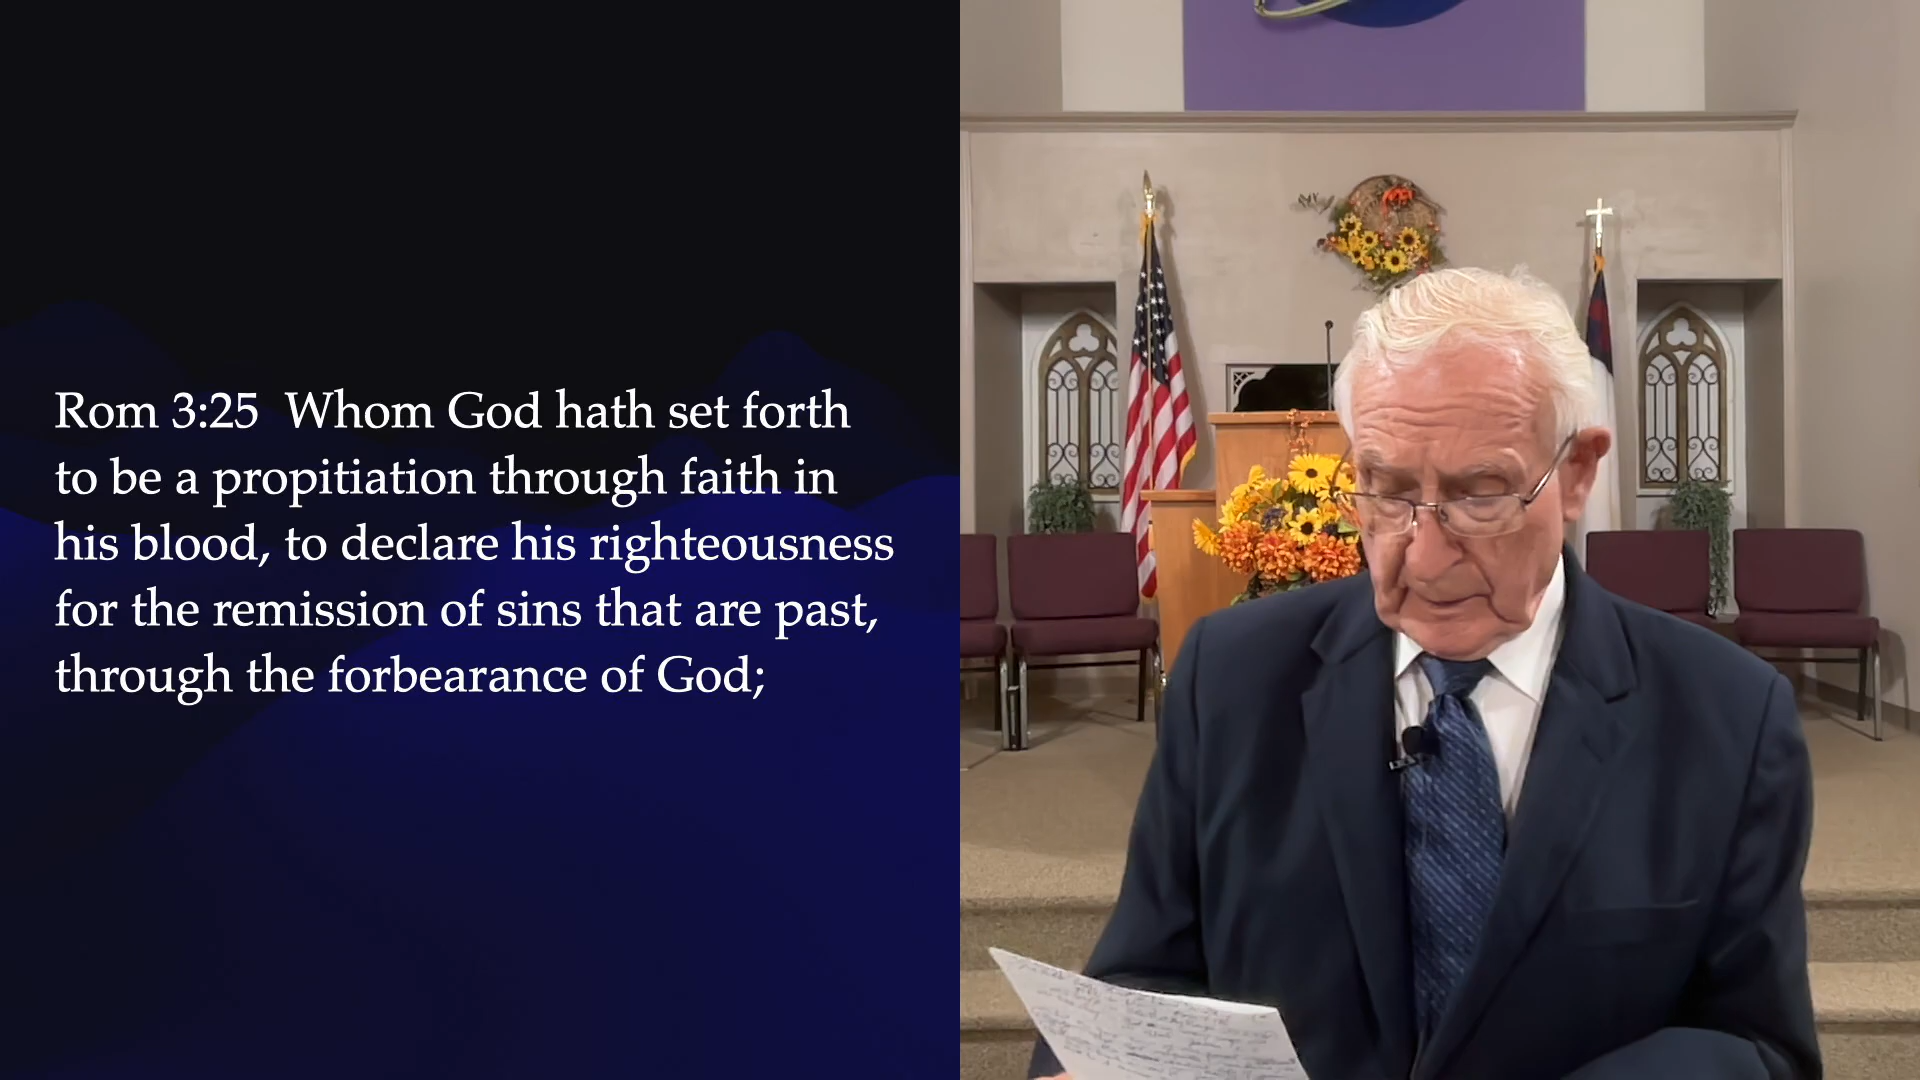 Rom 3:25  Whom God hath set forth
to be a propitiation through faith in
his blood, to declare his righteousness
for the remission of sins that are past,
through the forbearance of God;